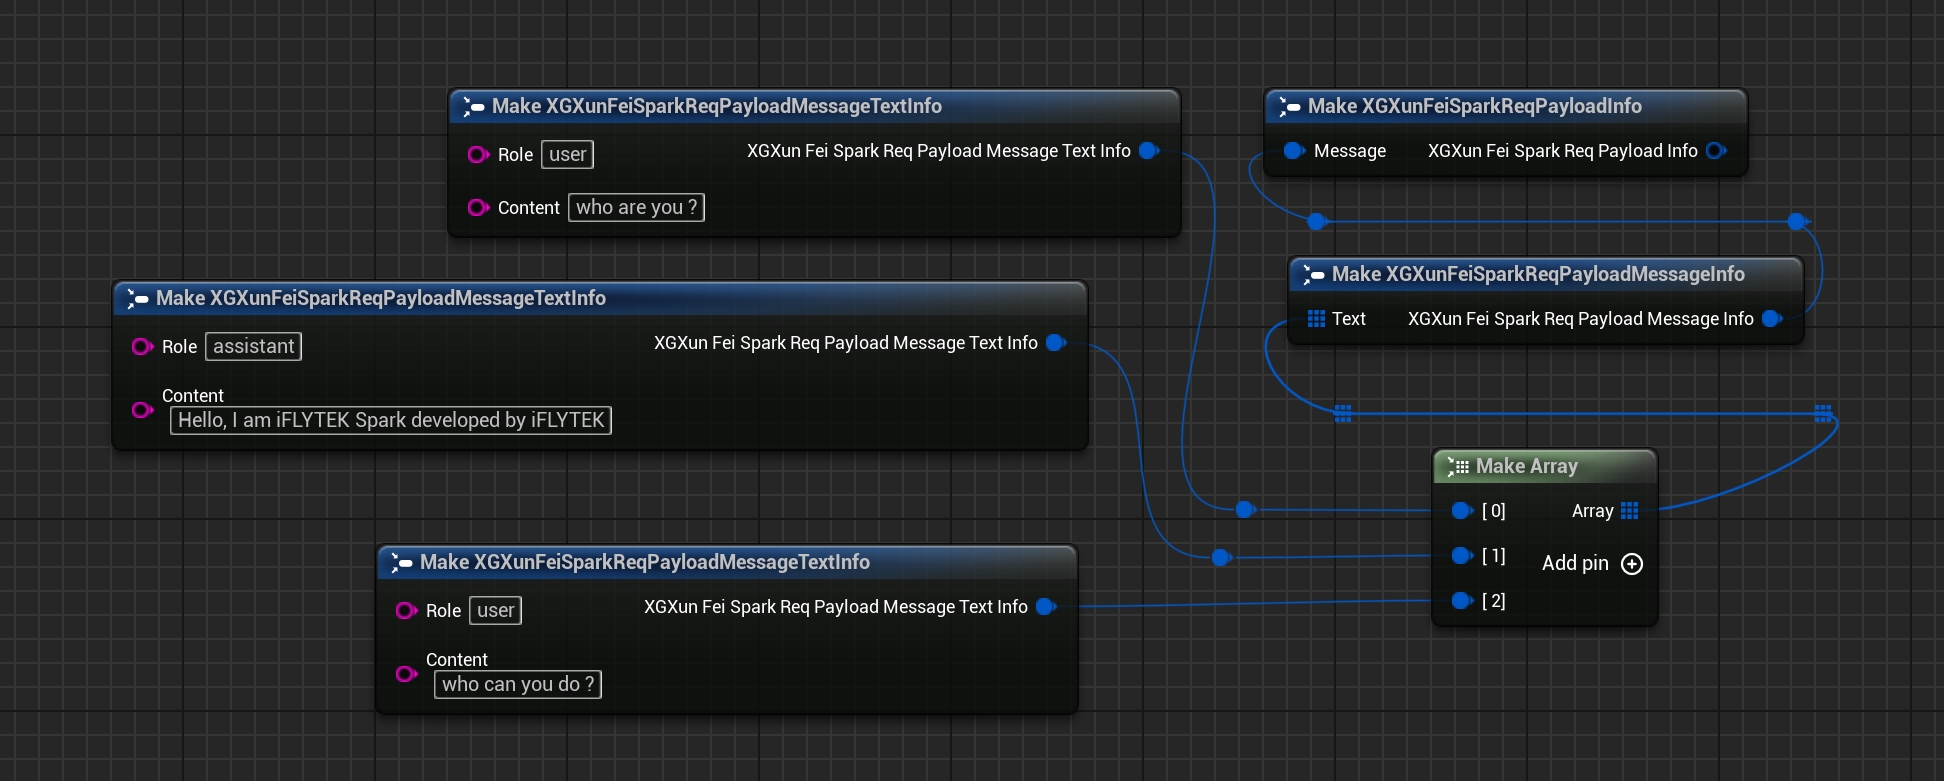 Make XGXunFeiSparkReqPayloadMessageTextInfo
Role user
XGXun Fei Spark Req Payload Message Text Info
Content who are you ?
Make XGXunFeiSparkReqPayloadInfo
Message XGXun Fei Spark Req Payload Info
Make XGXunFeiSparkReqPayloadMessageTextInfo
Role assistant
XGXun Fei Spark Req Payload Message Text Info
Content
Hello, I am iFLYTEK Spark developed by iFLYTEK
Make XGXunFeiSparkReqPayloadMessageInfo
Text XGXun Fei Spark Req Payload Message Info
Make XGXunFeiSparkReqPayloadMessageTextInfo
Role user
XGXun Fei Spark Req Payload Message Text Info
Content
who can you do ?
Make Array
[ 0] Array
[ 1] Add pin
[ 2]